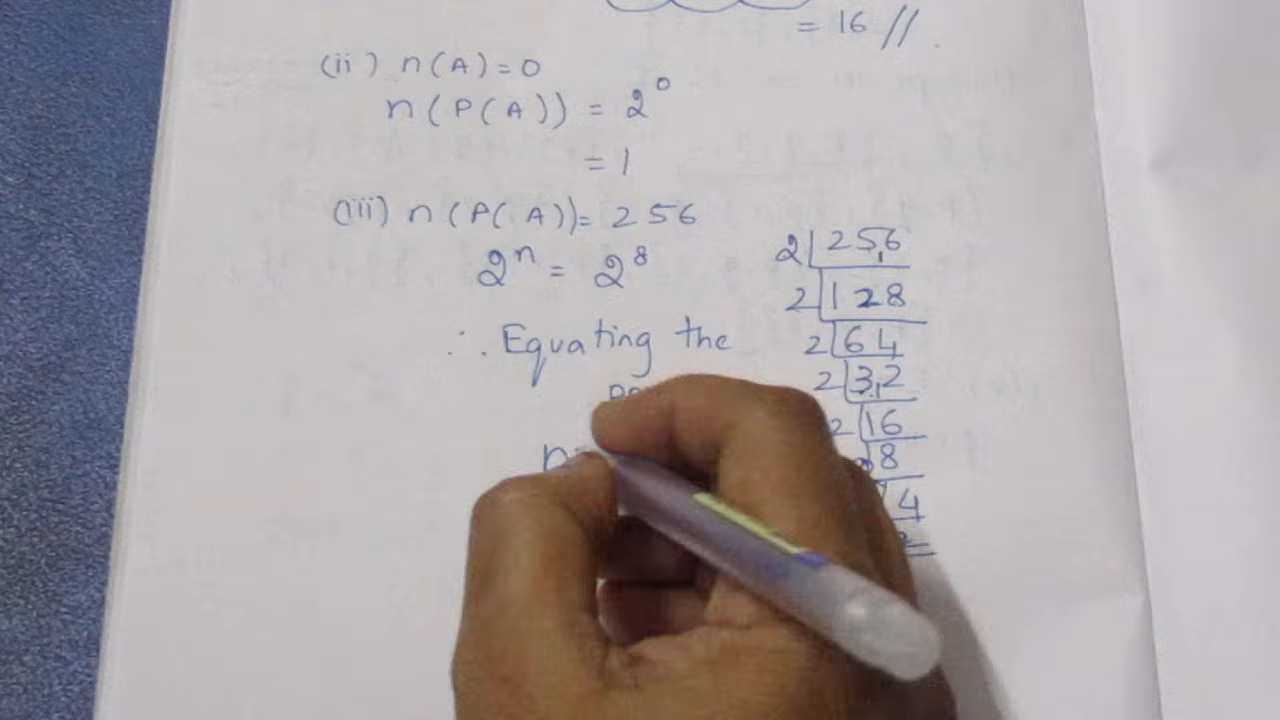 = 16 //
(ii) n(A) = 0
n(P(A)) = 2⁰
= 1
(iii) n(P(A)) = 256
2ⁿ = 2⁸
∴ Equating the
n
2 | 256
2 | 128
2 | 64
2 | 32
2 | 16
8
4